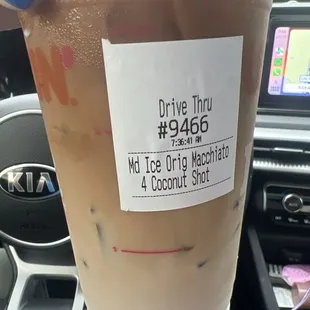 Drive Thru
#9466
7:36:41 AM
Md Ice Orig Macchiato
4 Coconut Shot
KIA